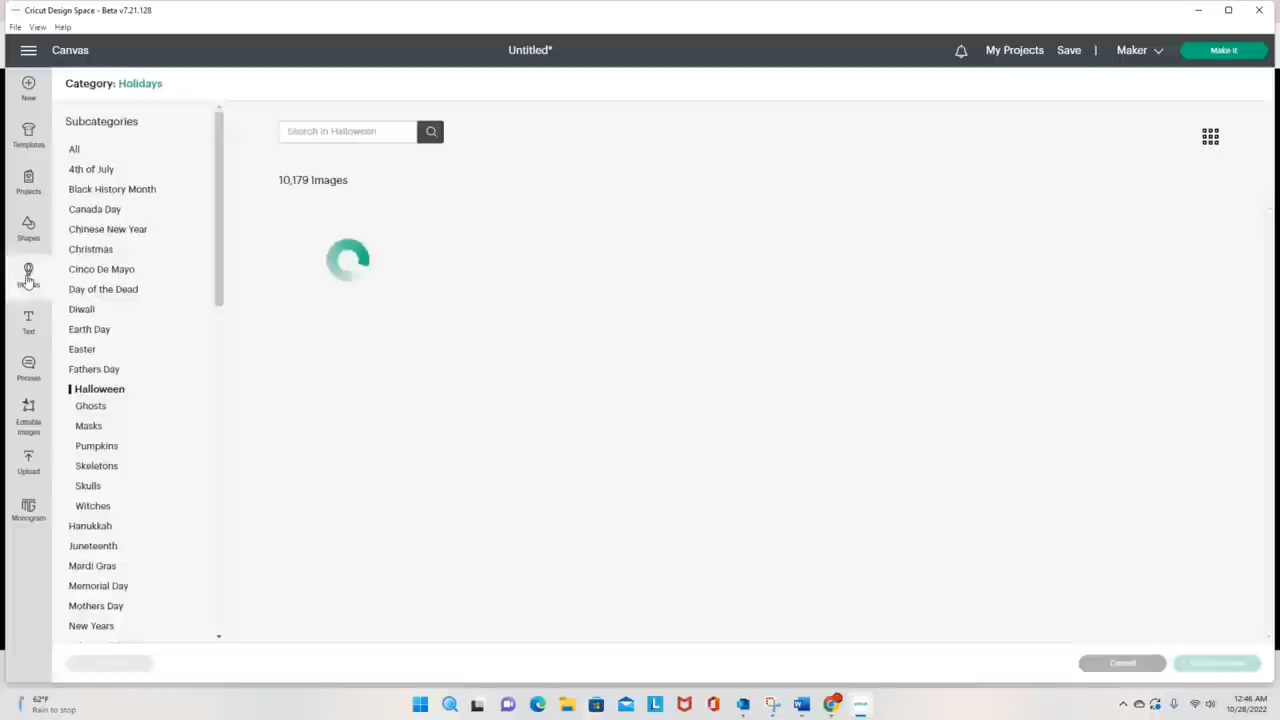 Cricut Design Space - Beta v7.21.128
File View Help
Canvas
Untitled*
My Projects Save | Maker
Make It
New
Templates
Projects
Shapes
Text
Phrases
Editable
Images
Upload
Monogram
Category: Holidays
Subcategories
All
4th of July
Black History Month
Canada Day
Chinese New Year
Christmas
Cinco De Mayo
Day of the Dead
Diwali
Earth Day
Easter
Fathers Day
Halloween
Ghosts
Masks
Pumpkins
Skeletons
Skulls
Witches
Hanukkah
Juneteenth
Mardi Gras
Memorial Day
Mothers Day
New Years
Search in Halloween
10,179 Images
Cancel
62°F
Rain to stop
12:46 AM
10/28/2022